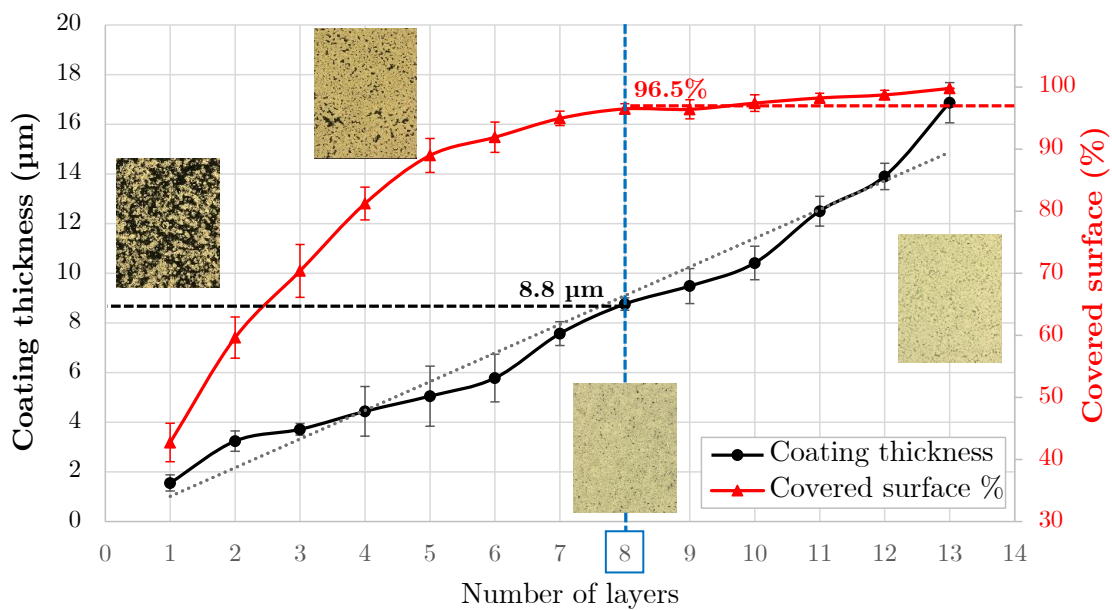 Coating thickness (µm)
20
18
16
14
12
10
8
6
4
2
0
96.5%
8.8 µm
100
90
80
70
60
50
40
30
Covered surface (%)
Coating thickness
Covered surface %
0 1 2 3 4 5 6 7 8 9 10 11 12 13 14
Number of layers